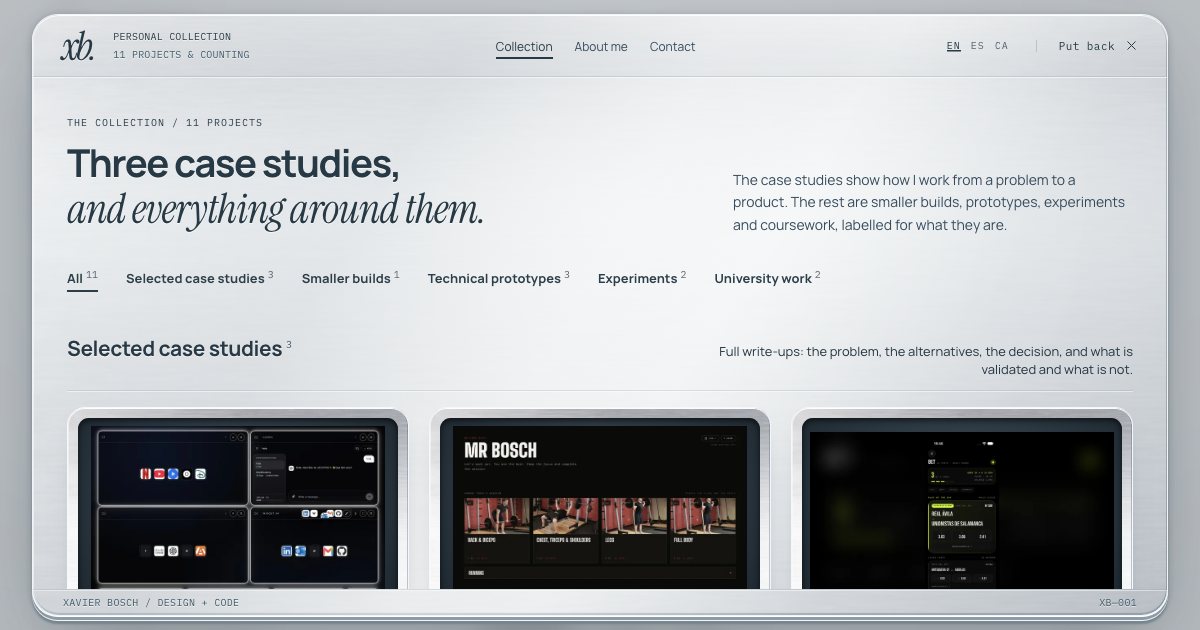 xb.
PERSONAL COLLECTION
11 PROJECTS & COUNTING
Collection
About me
Contact
EN ES CA
Put back ×
THE COLLECTION / 11 PROJECTS
Three case studies,
and everything around them.
The case studies show how I work from a problem to a
product. The rest are smaller builds, prototypes, experiments
and coursework, labelled for what they are.
All 11
Selected case studies 3
Smaller builds 1
Technical prototypes 3
Experiments 2
University work 2
Selected case studies 3
Full write-ups: the problem, the alternatives, the decision, and what is
validated and what is not.
MR BOSCH
BACK & BICEPS
CHEST, TRICEPS & SHOULDERS
LEGS
FULL BODY
RUNNING
BET
REAL ÁVILA
UNIONISTAS DE SALAMANCA
XAVIER BOSCH / DESIGN + CODE
XB—001